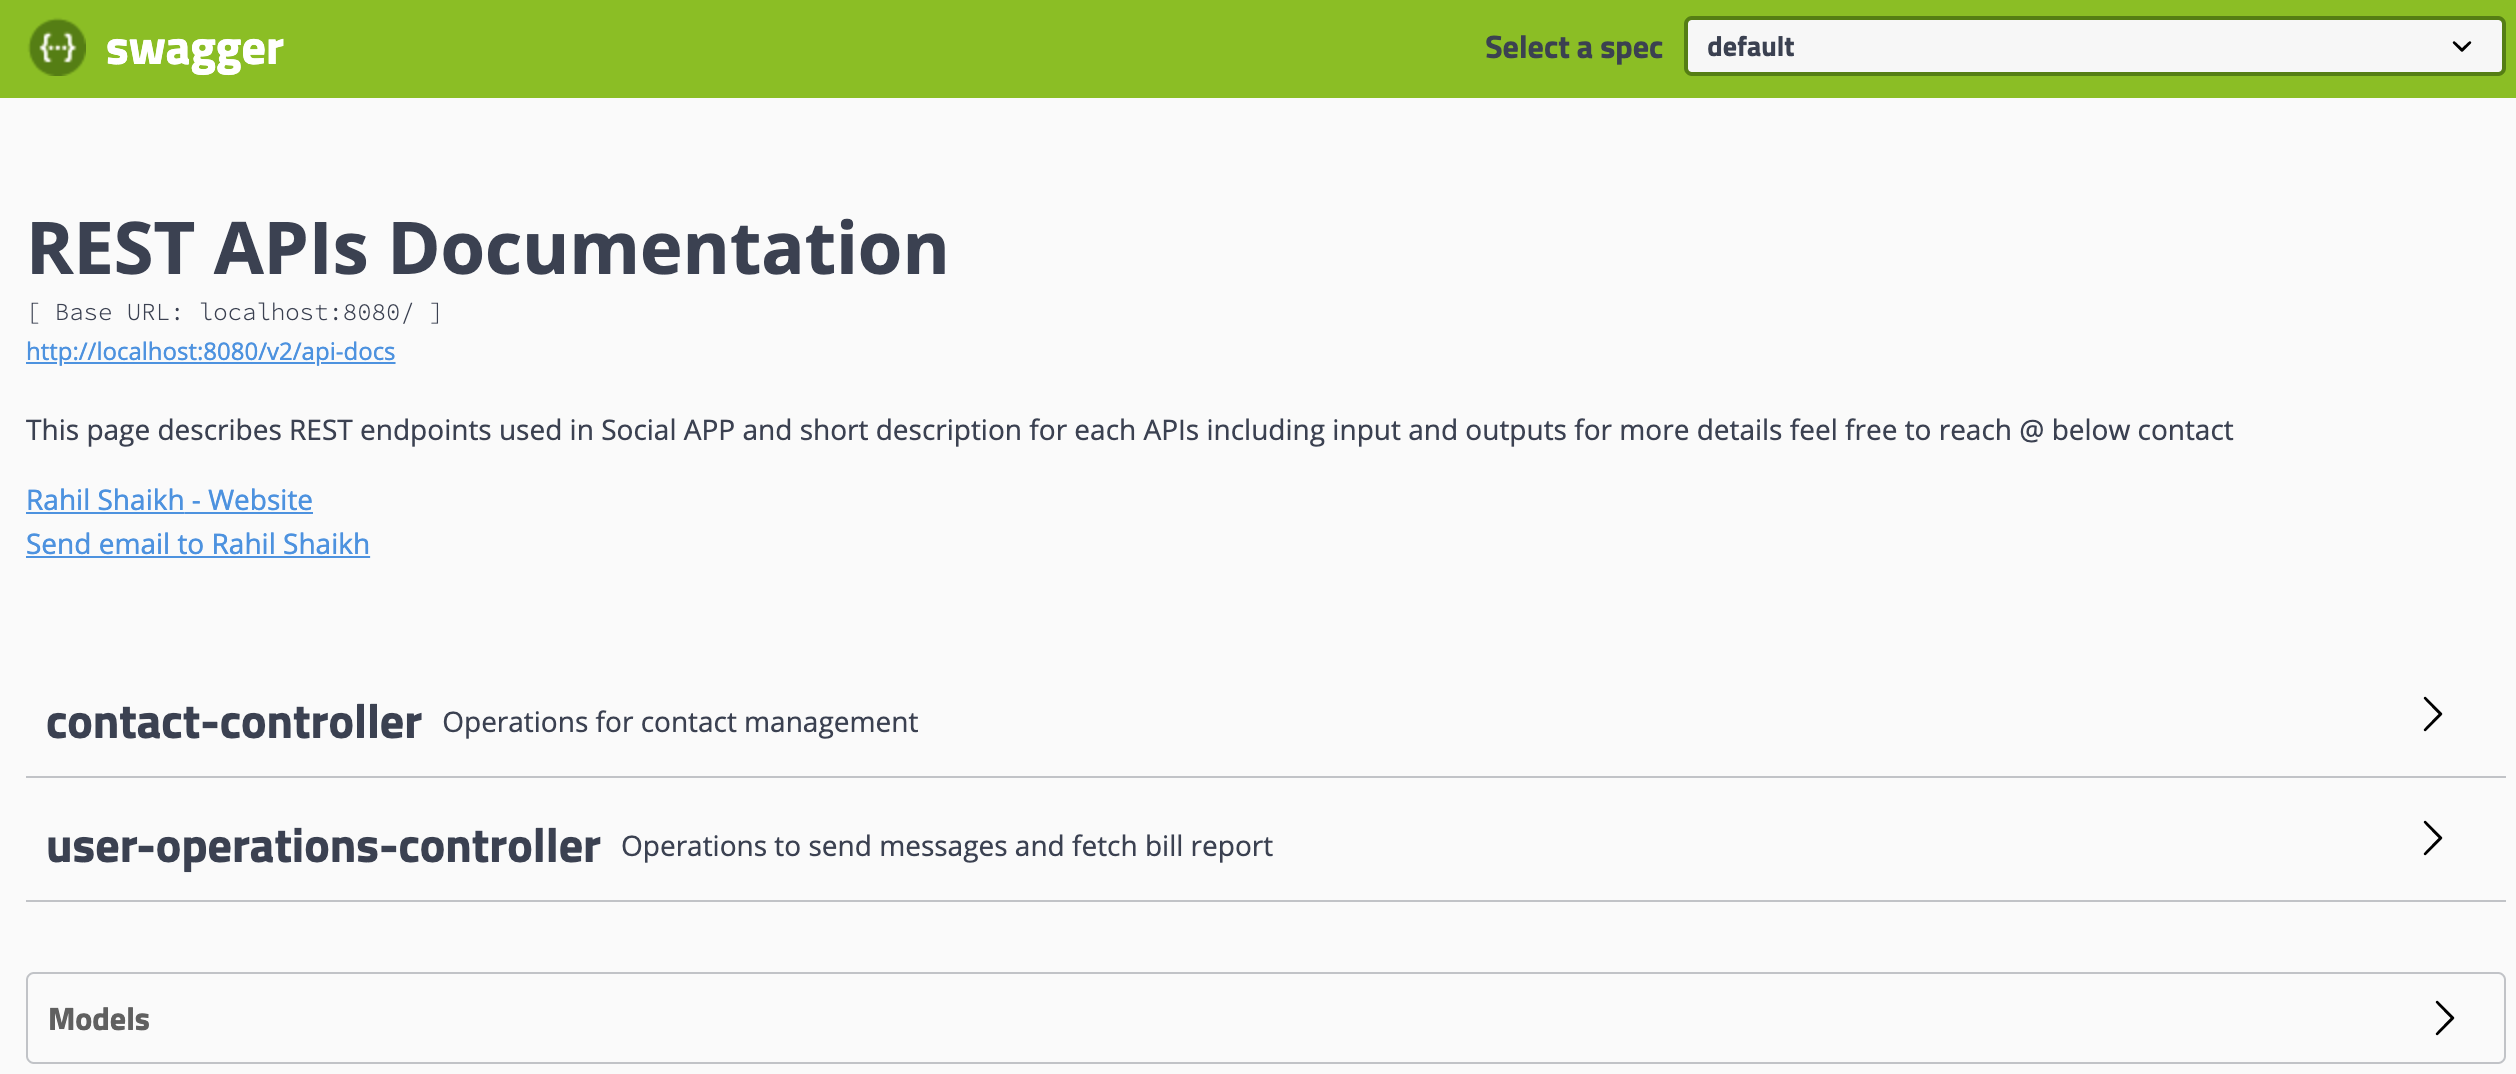 {...} swagger
Select a spec
default
REST APIs Documentation
[ Base URL: localhost:8080/ ]
http://localhost:8080/v2/api-docs
This page describes REST endpoints used in Social APP and short description for each APIs including input and outputs for more details feel free to reach @ below contact
Rahil Shaikh - Website
Send email to Rahil Shaikh
contact-controller Operations for contact management
user-operations-controller Operations to send messages and fetch bill report
Models